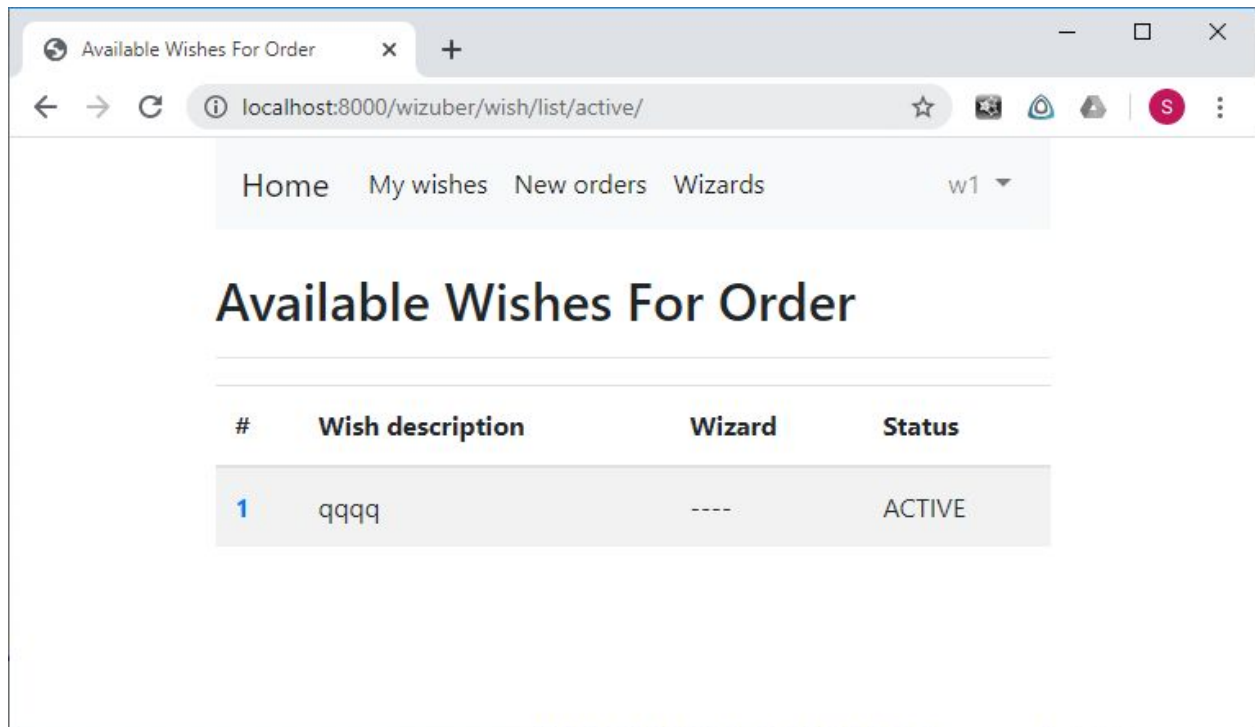 Available Wishes For Order
localhost:8000/wizuber/wish/list/active/
S
Home My wishes New orders Wizards w1
Available Wishes For Order
# Wish description Wizard Status
1 qqqq ---- ACTIVE